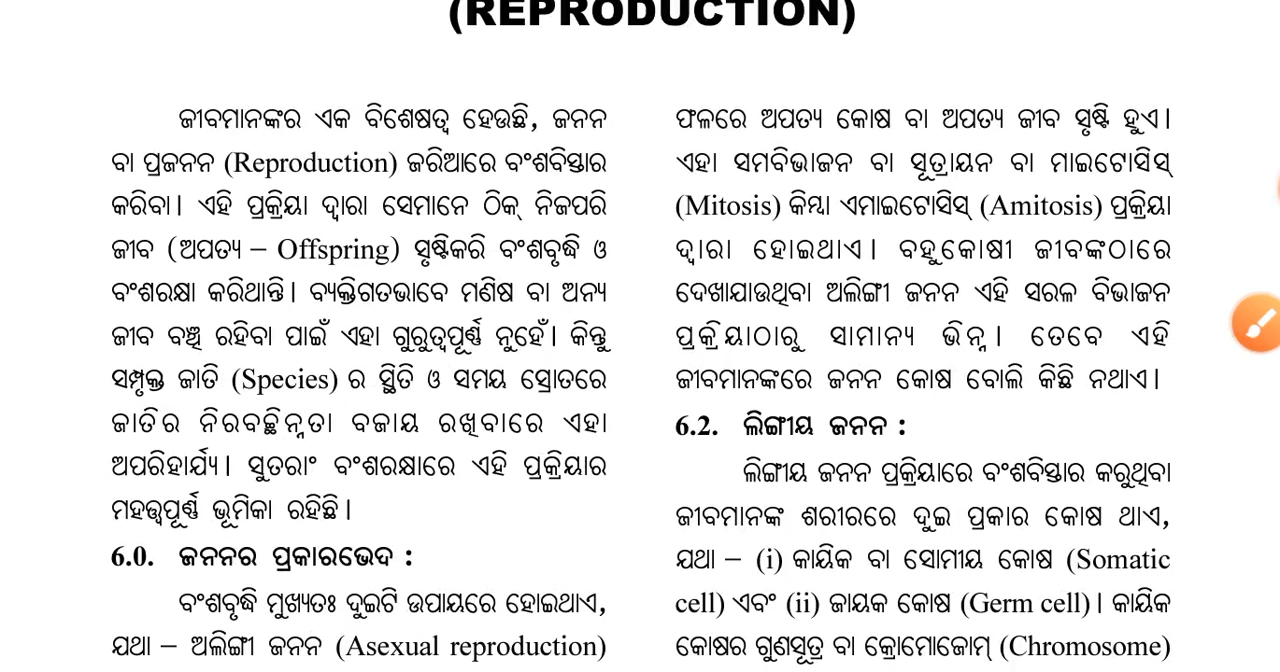 (REPRODUCTION)
ଜୀବମାନଙ୍କର ଏକ ବିଶେଷତ୍ୱ ହେଉଛି, ଜନନ
ବା ପ୍ରଜନନ (Reproduction) ଜରିଆରେ ବଂଶବିସ୍ତାର
କରିବା। ଏହି ପ୍ରକ୍ରିୟା ଦ୍ୱାରା ସେମାନେ ଠିକ୍ ନିଜପରି
ଜୀବ (ଅପତ୍ୟ – Offspring) ସୃଷ୍ଟିକରି ବଂଶବୃଦ୍ଧି ଓ
ବଂଶରକ୍ଷା କରିଥାନ୍ତି। ବ୍ୟକ୍ତିଗତଭାବେ ମଣିଷ ବା ଅନ୍ୟ
ଜୀବ ବଞ୍ଚି ରହିବା ପାଇଁ ଏହା ଗୁରୁତ୍ୱପୂର୍ଣ୍ଣ ନୁହେଁ। କିନ୍ତୁ
ସମ୍ପୃକ୍ତ ଜାତି (Species) ର ସ୍ଥିତି ଓ ସମୟ ସ୍ରୋତରେ
ଜାତିର ନିରବଚ୍ଛିନ୍ନତା ବଜାୟ ରଖିବାରେ ଏହା
ଅପରିହାର୍ଯ୍ୟ। ସୁତରାଂ ବଂଶରକ୍ଷାରେ ଏହି ପ୍ରକ୍ରିୟାର
ମହତ୍ତ୍ୱପୂର୍ଣ୍ଣ ଭୂମିକା ରହିଛି।
6.0. ଜନନର ପ୍ରକାରଭେଦ :
ବଂଶବୃଦ୍ଧି ମୁଖ୍ୟତଃ ଦୁଇଟି ଉପାୟରେ ହୋଇଥାଏ,
ଯଥା – ଅଲିଙ୍ଗୀ ଜନନ (Asexual reproduction)
ଫଳରେ ଅପତ୍ୟ କୋଷ ବା ଅପତ୍ୟ ଜୀବ ସୃଷ୍ଟି ହୁଏ।
ଏହା ସମବିଭାଜନ ବା ସୂତ୍ରାୟନ ବା ମାଇଟୋସିସ୍
(Mitosis) କିମ୍ୱା ଏମାଇଟୋସିସ୍ (Amitosis) ପ୍ରକ୍ରିୟା
ଦ୍ୱାରା ହୋଇଥାଏ। ବହୁକୋଷୀ ଜୀବଙ୍କଠାରେ
ଦେଖାଯାଉଥିବା ଅଲିଙ୍ଗୀ ଜନନ ଏହି ସରଳ ବିଭାଜନ
ପ୍ରକ୍ରିୟାଠାରୁ ସାମାନ୍ୟ ଭିନ୍ନ। ତେବେ ଏହି
ଜୀବମାନଙ୍କରେ ଜନନ କୋଷ ବୋଲି କିଛି ନଥାଏ।
6.2. ଲିଙ୍ଗୀୟ ଜନନ :
ଲିଙ୍ଗୀୟ ଜନନ ପ୍ରକ୍ରିୟାରେ ବଂଶବିସ୍ତାର କରୁଥିବା
ଜୀବମାନଙ୍କ ଶରୀରରେ ଦୁଇ ପ୍ରକାର କୋଷ ଥାଏ,
ଯଥା – (i) କାୟିକ ବା ସୋମୀୟ କୋଷ (Somatic
cell) ଏବଂ (ii) ଜାୟକ କୋଷ (Germ cell)। କାୟିକ
କୋଷର ଗୁଣସୂତ୍ର ବା କ୍ରୋମୋଜୋମ୍ (Chromosome)